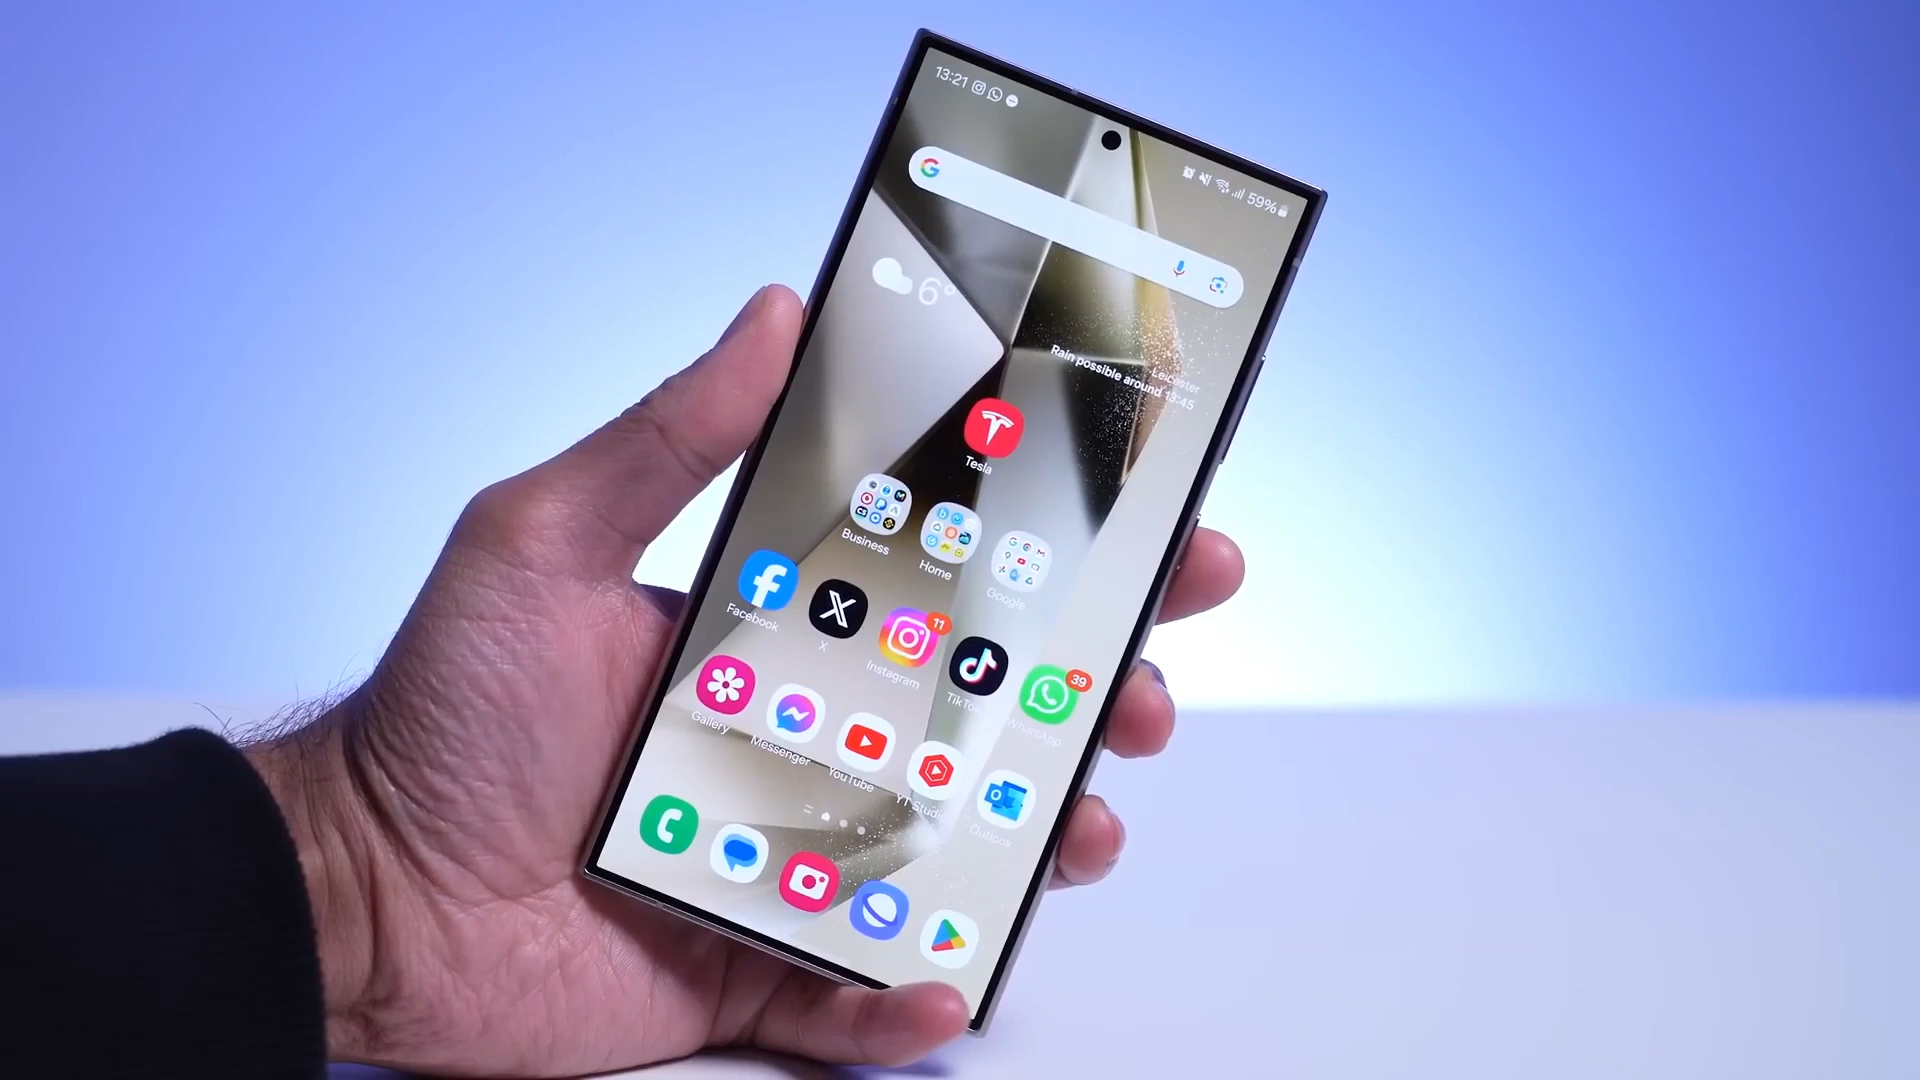 13:21
59%
6°
Leicester
Rain possible around 13:45
Tesla
Business
Home
Google
Facebook
X
Instagram
11
TikTok
WhatsApp
39
Gallery
Messenger
YouTube
YT Studio
Outlook